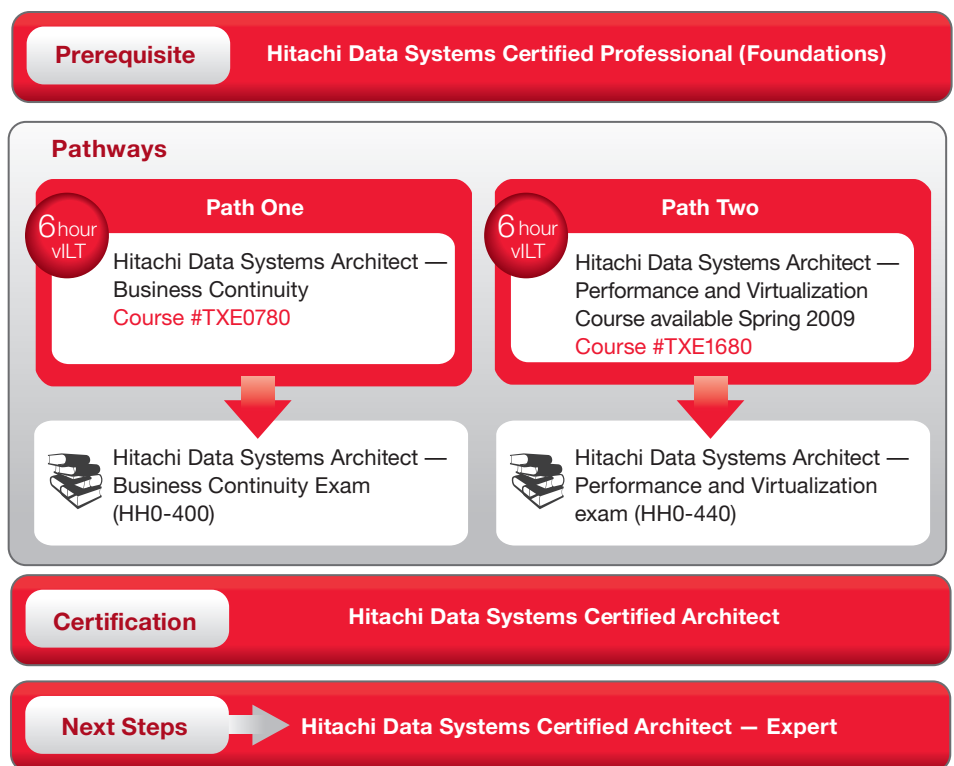 Prerequisite
Hitachi Data Systems Certified Professional (Foundations)
Pathways
Path One
6 hour
vILT
Hitachi Data Systems Architect —
Business Continuity
Course #TXE0780
Hitachi Data Systems Architect —
Business Continuity Exam
(HH0-400)
Path Two
6 hour
vILT
Hitachi Data Systems Architect —
Performance and Virtualization
Course available Spring 2009
Course #TXE1680
Hitachi Data Systems Architect —
Performance and Virtualization
exam (HH0-440)
Certification
Hitachi Data Systems Certified Architect
Next Steps
Hitachi Data Systems Certified Architect — Expert